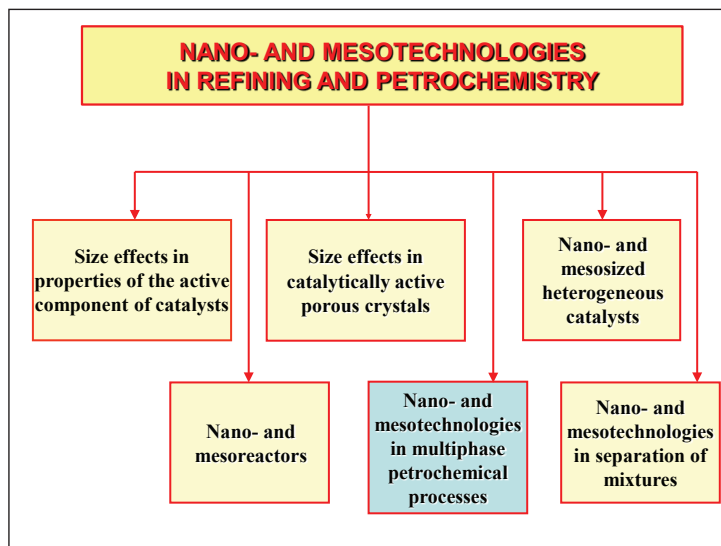 NANO- AND MESOTECHNOLOGIES
IN REFINING AND PETROCHEMISTRY
Size effects in
properties of the active
component of catalysts
Size effects in
catalytically active
porous crystals
Nano- and
mesosized
heterogeneous
catalysts
Nano- and
mesoreactors
Nano- and
mesotechnologies
in multiphase
petrochemical
processes
Nano- and
mesotechnologies
in separation of
mixtures